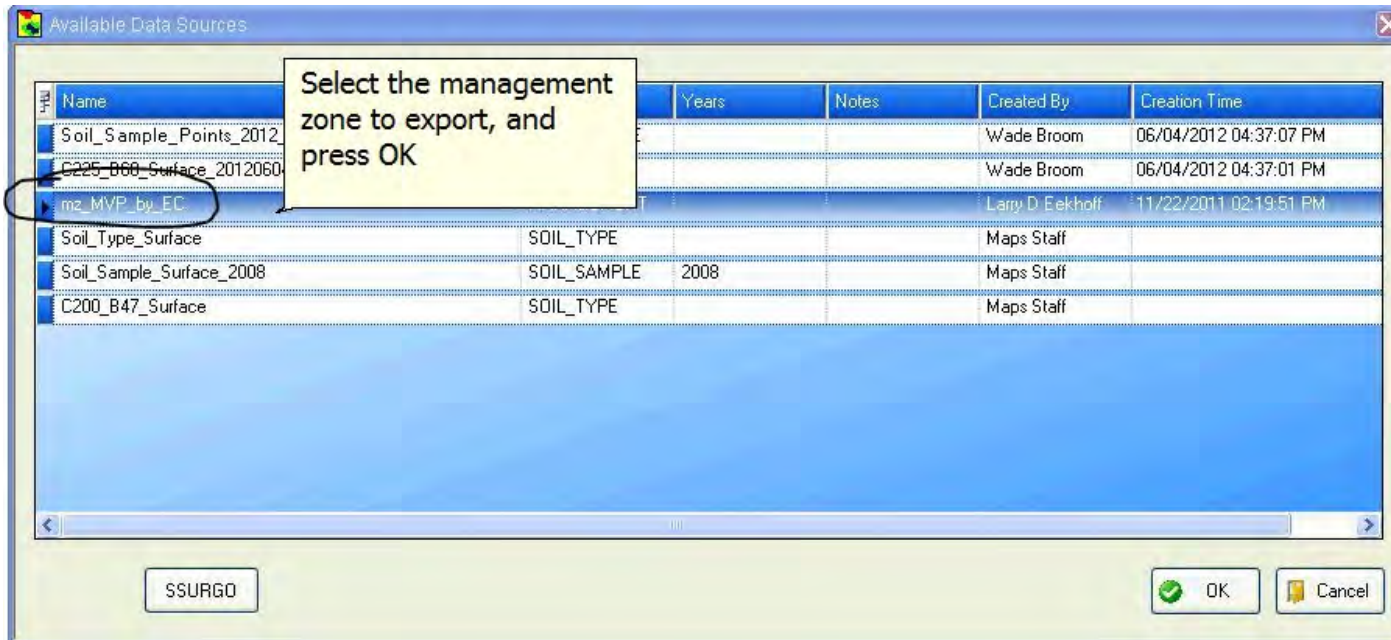 Available Data Sources
Select the management
zone to export, and
press OK
Name Years Notes Created By Creation Time
Soil_Sample_Points_2012_ E Wade Broom 06/04/2012 04:37:07 PM
C225_B60_Surface_2012060 Wade Broom 06/04/2012 04:37:01 PM
mz_MVP_by_EC T Larry D Eekhoff 11/22/2011 02:19:51 PM
Soil_Type_Surface SOIL_TYPE Maps Staff
Soil_Sample_Surface_2008 SOIL_SAMPLE 2008 Maps Staff
C200_B47_Surface SOIL_TYPE Maps Staff
SSURGO OK Cancel